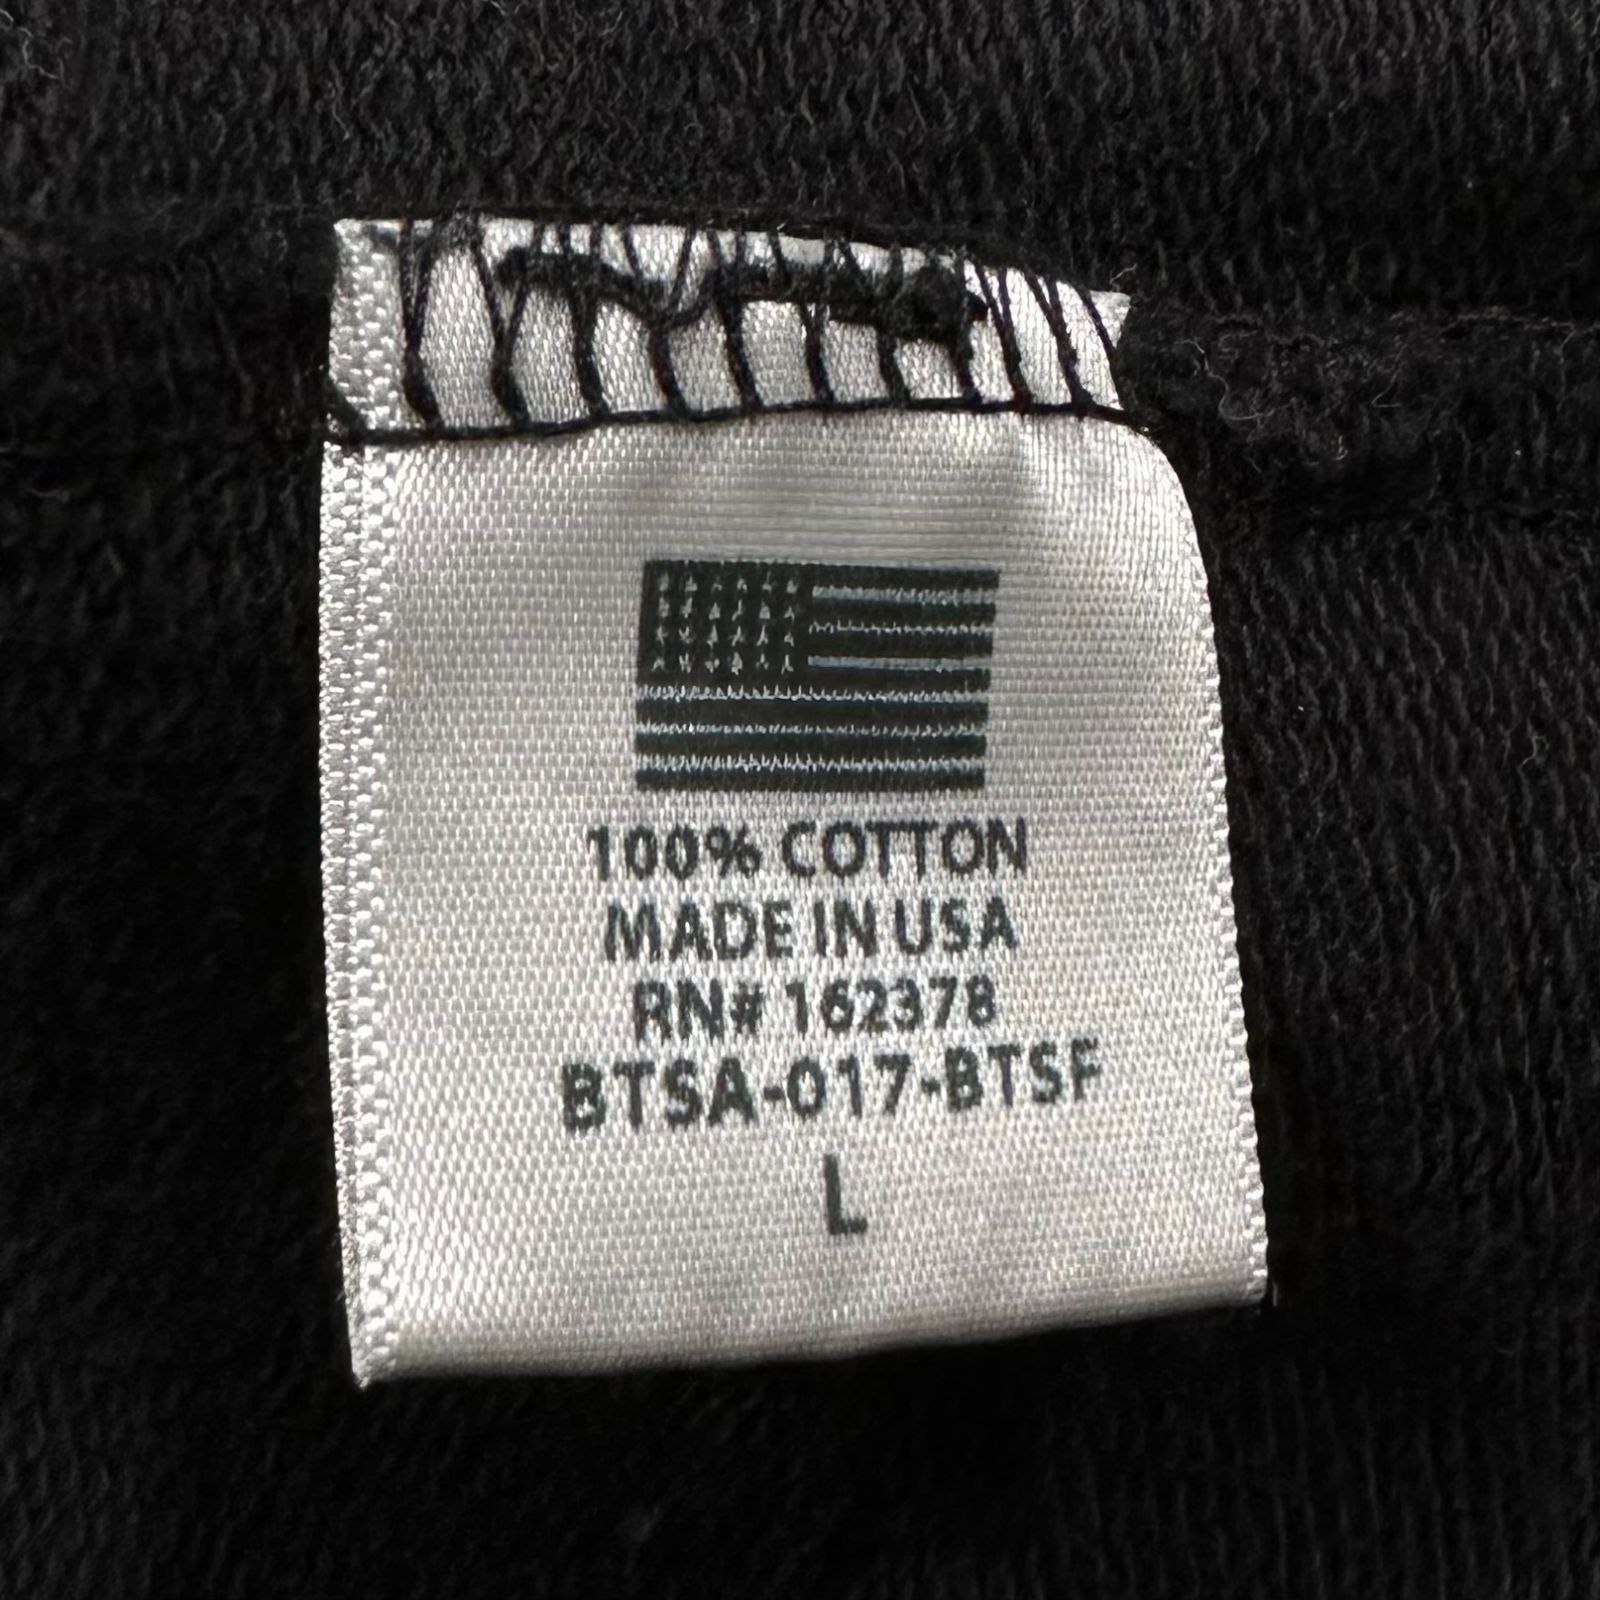 100% COTTON
MADE IN USA
RN# 162378
BTSA-017-BTSF
L